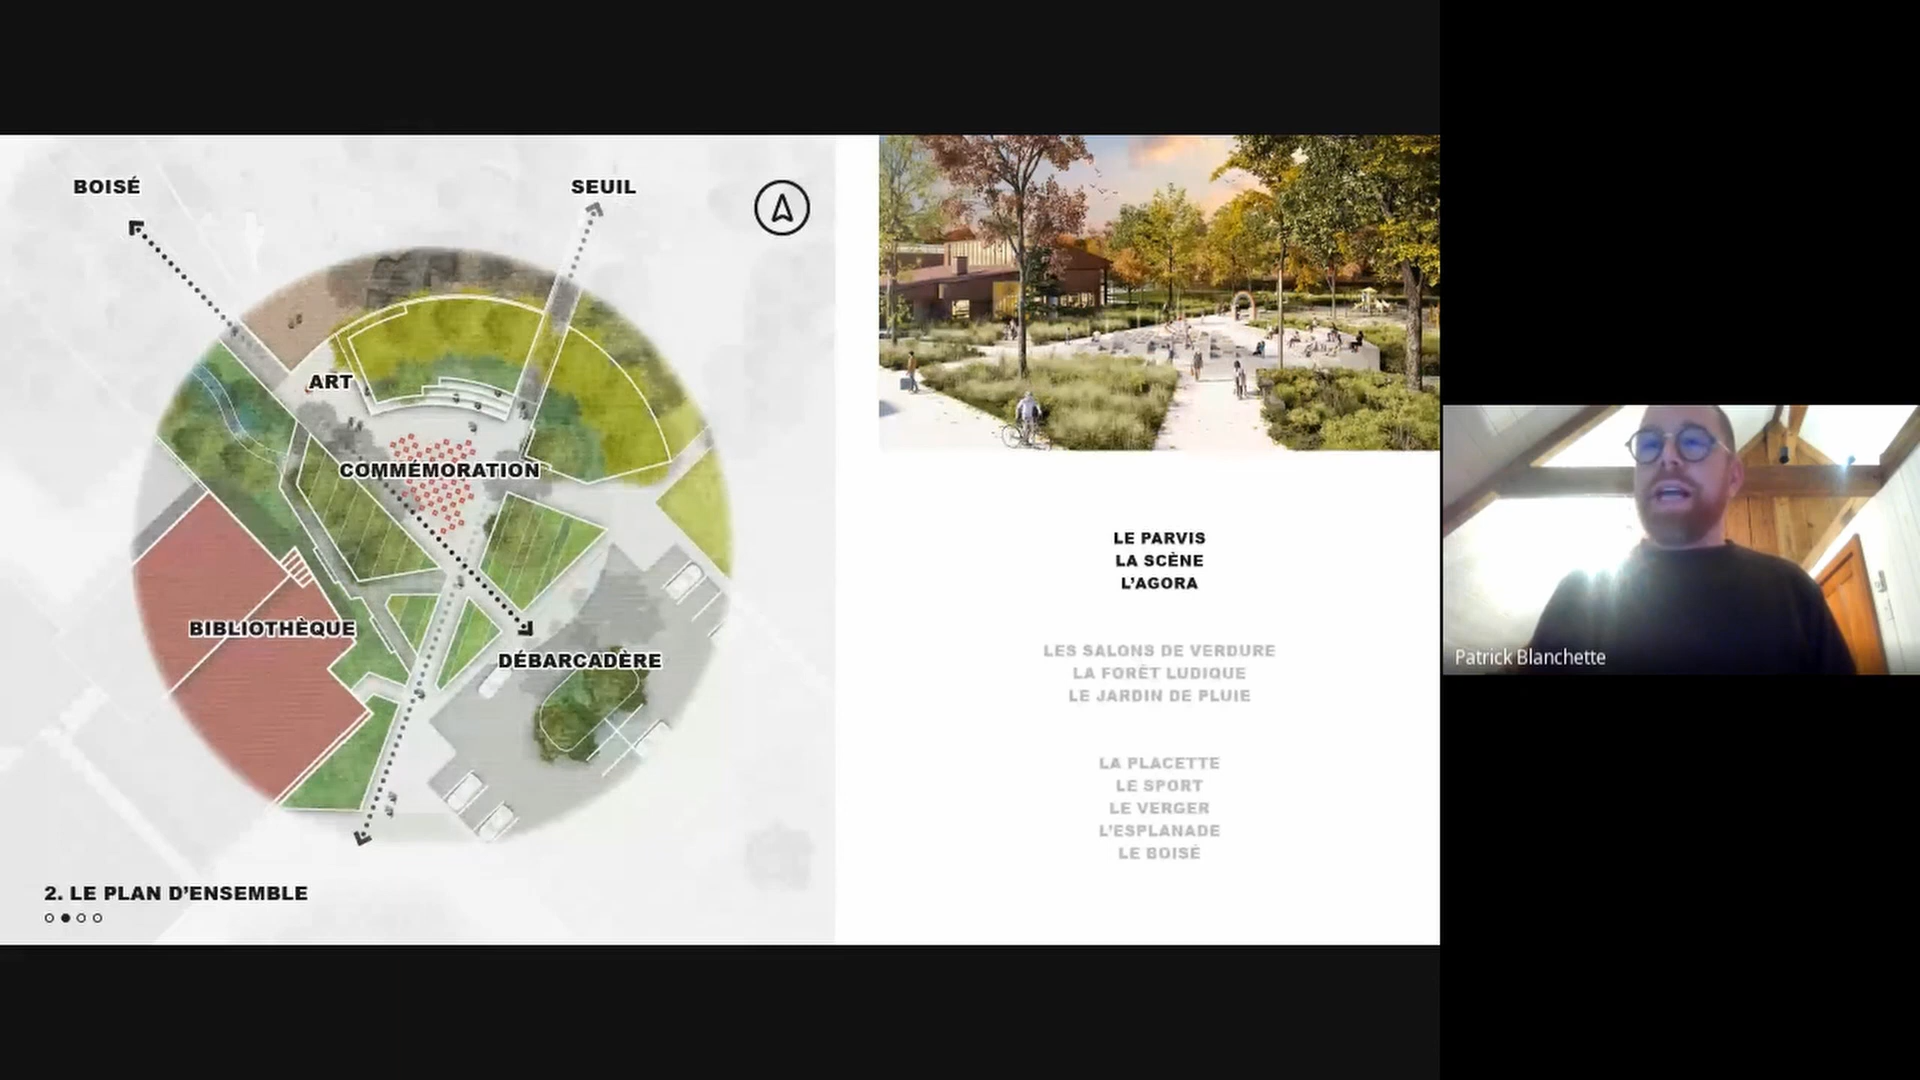 BOISÉ
SEUIL
ART
COMMÉMORATION
BIBLIOTHÈQUE
DÉBARCADÈRE
2. LE PLAN D'ENSEMBLE
LE PARVIS
LA SCÈNE
L'AGORA
LES SALONS DE VERDURE
LA FORÊT LUDIQUE
LE JARDIN DE PLUIE
LA PLACETTE
LE SPORT
LE VERGER
L'ESPLANADE
LE BOISÉ
Patrick Blanchette